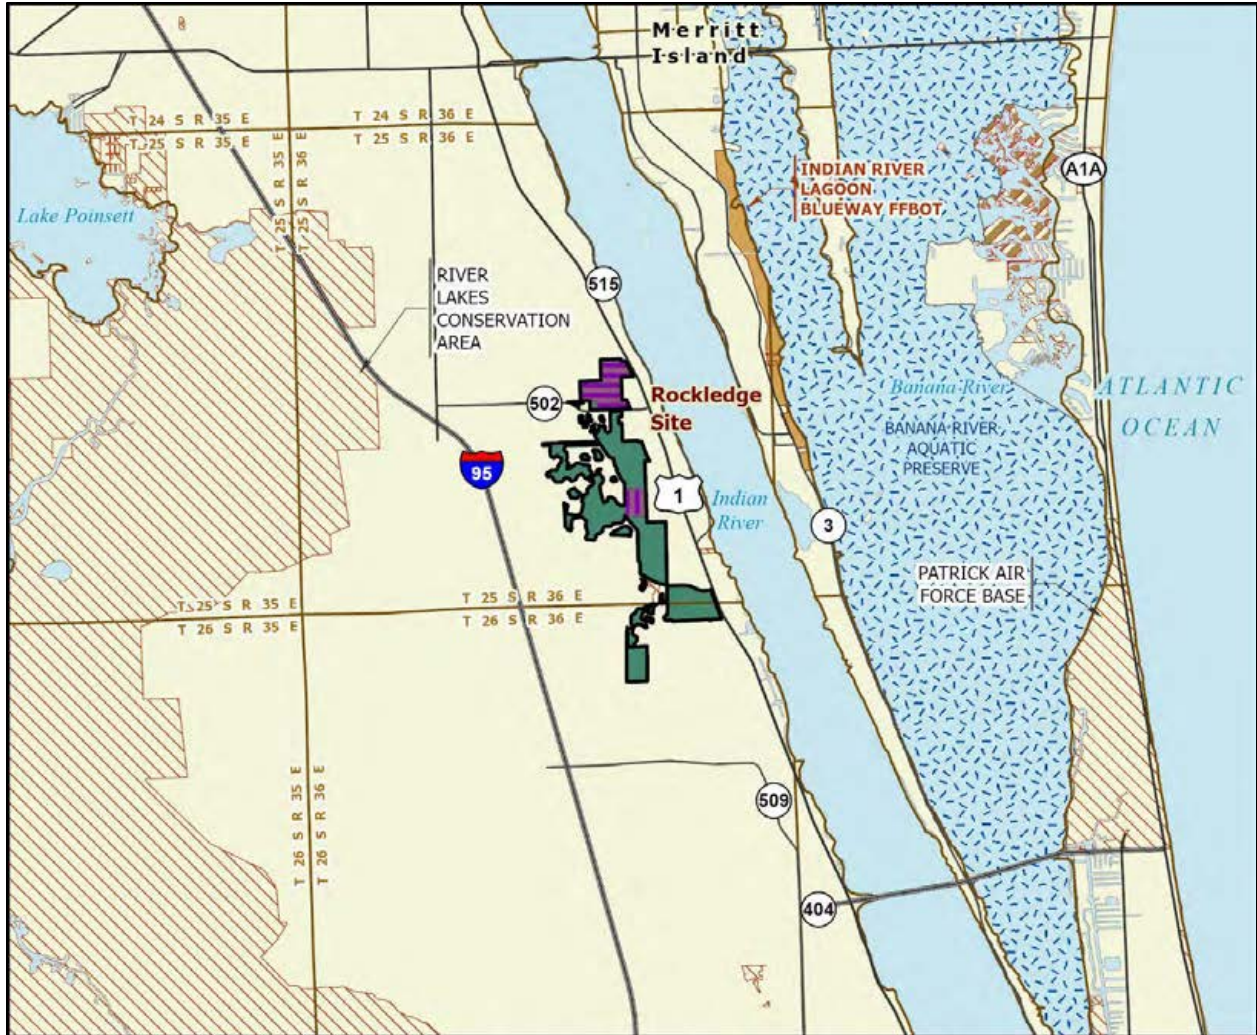 Merritt
Island
T 24 S R 35 E
T 25 S R 35 E
T 24 S R 36 E
T 25 S R 36 E
T 25 S R 35 E
T 25 S R 36 E
A1A
INDIAN RIVER
LAGOON
BLUEWAY FFBOT
Lake Poinsett
RIVER
LAKES
CONSERVATION
AREA
515
502
Rockledge
Site
Banana River
ATLANTIC
OCEAN
BANANA RIVER
AQUATIC
PRESERVE
95
1
Indian
River
3
PATRICK AIR
FORCE BASE
T 25 S R 35 E
T 26 S R 35 E
T 25 S R 36 E
T 26 S R 36 E
T 26 S R 35 E
T 26 S R 36 E
509
404